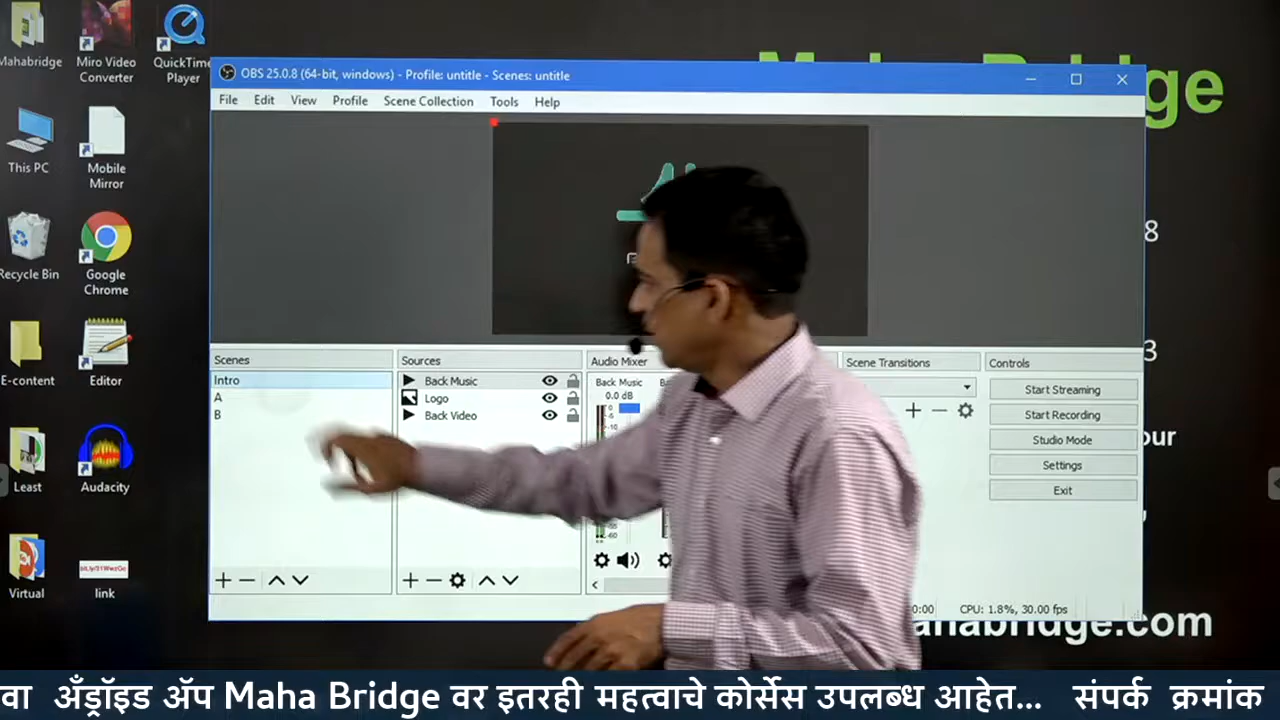 Mahabridge
Miro Video Converter
QuickTime Player
This PC
Mobile Mirror
Recycle Bin
Google Chrome
E-content
Editor
Least
Audacity
Virtual
link
OBS 25.0.8 (64-bit, windows) - Profile: untitle - Scenes: untitle
File Edit View Profile Scene Collection Tools Help
Scenes
Intro
A
B
Sources
Back Music
Logo
Back Video
Audio Mixer
Back Music
0.0 dB
Scene Transitions
Controls
Start Streaming
Start Recording
Studio Mode
Settings
Exit
CPU: 1.8%, 30.00 fps
8
3
our
ahabridge.com
वा अँड्रॉइड ॲप Maha Bridge वर इतरही महत्वाचे कोर्सेस उपलब्ध आहेत... संपर्क क्रमांक